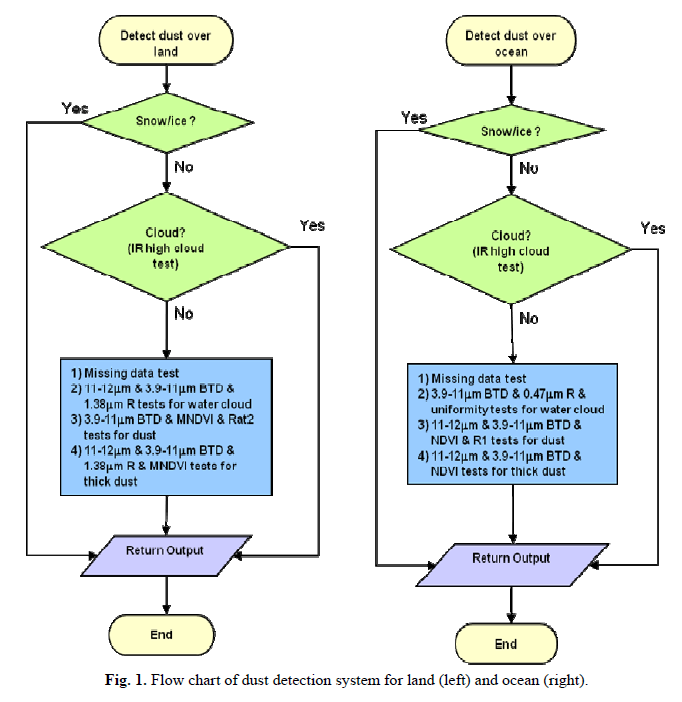 Detect dust over
land
Yes
Snow/ice ?
No
Cloud?
(IR high cloud
test)
Yes
No
1) Missing data test
2) 11-12µm & 3.9-11µm BTD &
1.38µm R tests for water cloud
3) 3.9-11µm BTD & MNDVI & Rat2
tests for dust
4) 11-12µm & 3.9-11µm BTD &
1.38µm R & MNDVI tests for
thick dust
Return Output
End
Detect dust over
ocean
Yes
Snow/ice ?
No
Cloud?
(IR high cloud
test)
Yes
No
1) Missing data test
2) 3.9-11µm BTD & 0.47µm R &
uniformity tests for water cloud
3) 11-12µm & 3.9-11µm BTD &
NDVI & R1 tests for dust
4) 11-12µm & 3.9-11µm BTD &
NDVI tests for thick dust
Return Output
End
Fig. 1. Flow chart of dust detection system for land (left) and ocean (right).